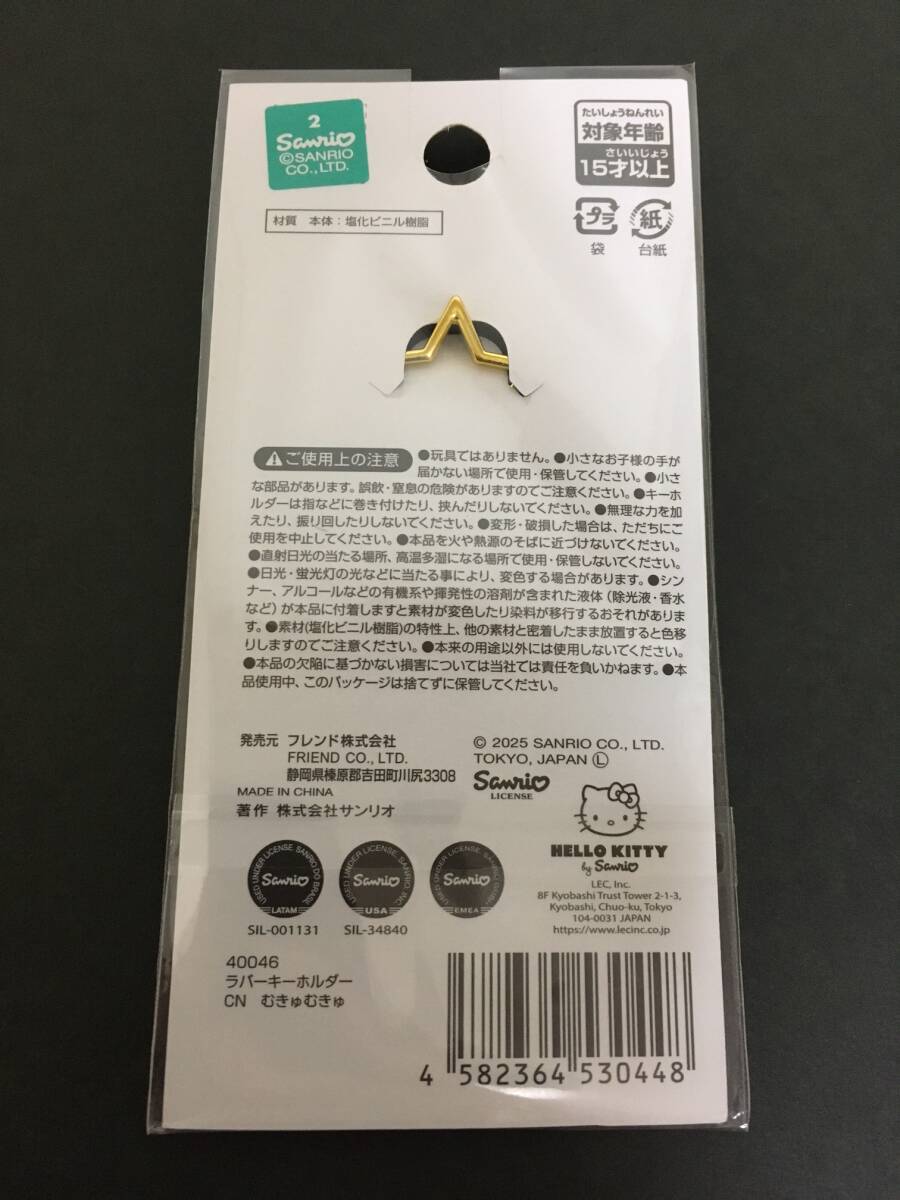 2
Sanrio
©SANRIO
CO.,LTD.
たいしょうねんれい
対象年齢
さいいじょう
15才以上
材質 本体：塩化ビニル樹脂
プラ
紙
袋
台紙
ご使用上の注意 ●玩具ではありません。●小さなお子様の手が
届かない場所で使用・保管してください。●小さ
な部品があります。誤飲・窒息の危険がありますのでご注意ください。●キーホ
ルダーは指などに巻き付けたり、挟んだりしないでください。●無理な力を加
えたり、振り回したりしないでください。●変形・破損した場合は、ただちにご
使用を中止してください。●本品を火や熱源のそばに近づけないでください。
●直射日光の当たる場所、高温多湿になる場所で使用・保管しないでください。
●日光・蛍光灯の光などに当たる事により、変色する場合があります。●シン
ナー、アルコールなどの有機系や揮発性の溶剤が含まれた液体（除光液・香水
など）が本品に付着しますと素材が変色したり染料が移行するおそれがありま
す。●素材(塩化ビニル樹脂)の特性上、他の素材と密着したまま放置すると色移
りしますのでご注意ください。●本来の用途以外には使用しないでください。
●本品の欠陥に基づかない損害については当社では責任を負いかねます。●本
品使用中、このパッケージは捨てずに保管してください。
発売元 フレンド株式会社
FRIEND CO., LTD.
静岡県榛原郡吉田町川尻3308
MADE IN CHINA
著作 株式会社サンリオ
© 2025 SANRIO CO., LTD.
TOKYO, JAPAN Ⓛ
Sanrio
LICENSE
HELLO KITTY
by Sanrio
LEC, Inc.
8F Kyobashi Trust Tower 2-1-3,
Kyobashi, Chuo-ku, Tokyo
104-0031 JAPAN
https://www.lecinc.co.jp
USED UNDER LICENSE, SANRIO DO BRASIL
Sanrio
LATAM
SIL-001131
USED UNDER LICENSE, SANRIO, INC.
Sanrio
USA
SIL-34840
USED UNDER LICENSE, SANRIO
Sanrio
EMEA
40046
ラバーキーホルダー
CN むきゅむきゅ
4 582364 530448